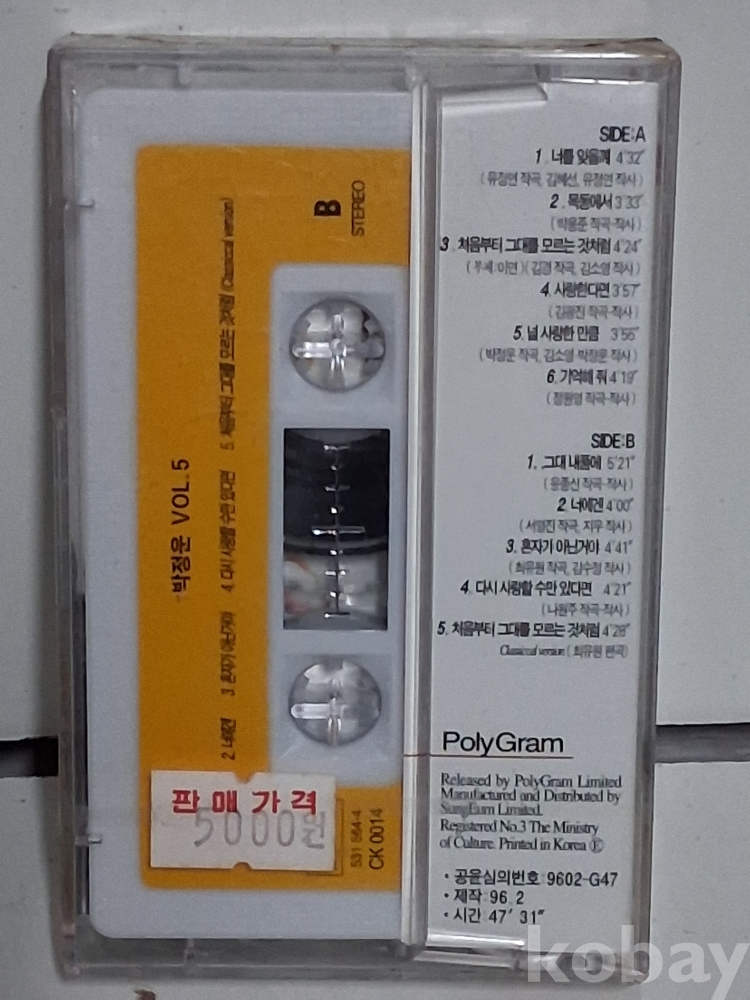 SIDE:A
1. 너를 잊을께 4'32"
(유정연 작곡, 김혜선, 유정연 작사)
2. 목동에서 3'33"
(박용준 작곡·작사)
3. 처음부터 그대를 모르는 것처럼 4'24"
(김경 작곡, 김소영 작사)
4. 사랑한다면 3'57"
(김광진 작곡·작사)
5. 널 사랑한 만큼 3'56"
(박정운 작곡, 김소영 박정운 작사)
6. 기억해 줘 4'19"
(정원영 작곡·작사)
SIDE:B
1. 그대 내품에 5'21"
(윤종신 작곡·작사)
2. 너에겐 4'00"
(서영진 작곡, 지우 작사)
3. 혼자가 아닌거야 4'41"
(최유원 작곡, 김수정 작사)
4. 다시 사랑할 수만 있다면 4'21"
(나원주 작곡·작사)
5. 처음부터 그대를 모르는 것처럼 4'28"
Classical version (최유원 편곡)
PolyGram
Released by PolyGram Limited
Manufactured and Distributed by
SungEum Limited.
Registered No.3 The Ministry
of Culture. Printed in Korea Ⓟ
·공윤심의번호:9602-G47
·제작:96.2
·시간 47' 31"
B
STEREO
박정운 VOL.5
2. 너에겐 3. 혼자가 아닌거야 4. 다시 사랑할 수만 있다면 5. 처음부터 그대를 모르는 것처럼 (Classical version)
531 564-4
CK 0014
판매가격
5000원
kobay